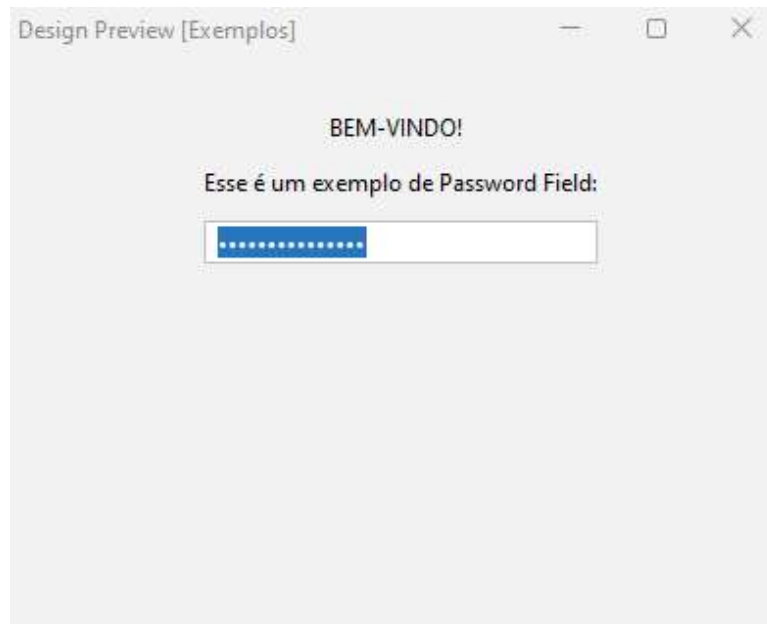 Design Preview [Exemplos]
BEM-VINDO!
Esse é um exemplo de Password Field:
•••••••••••••••